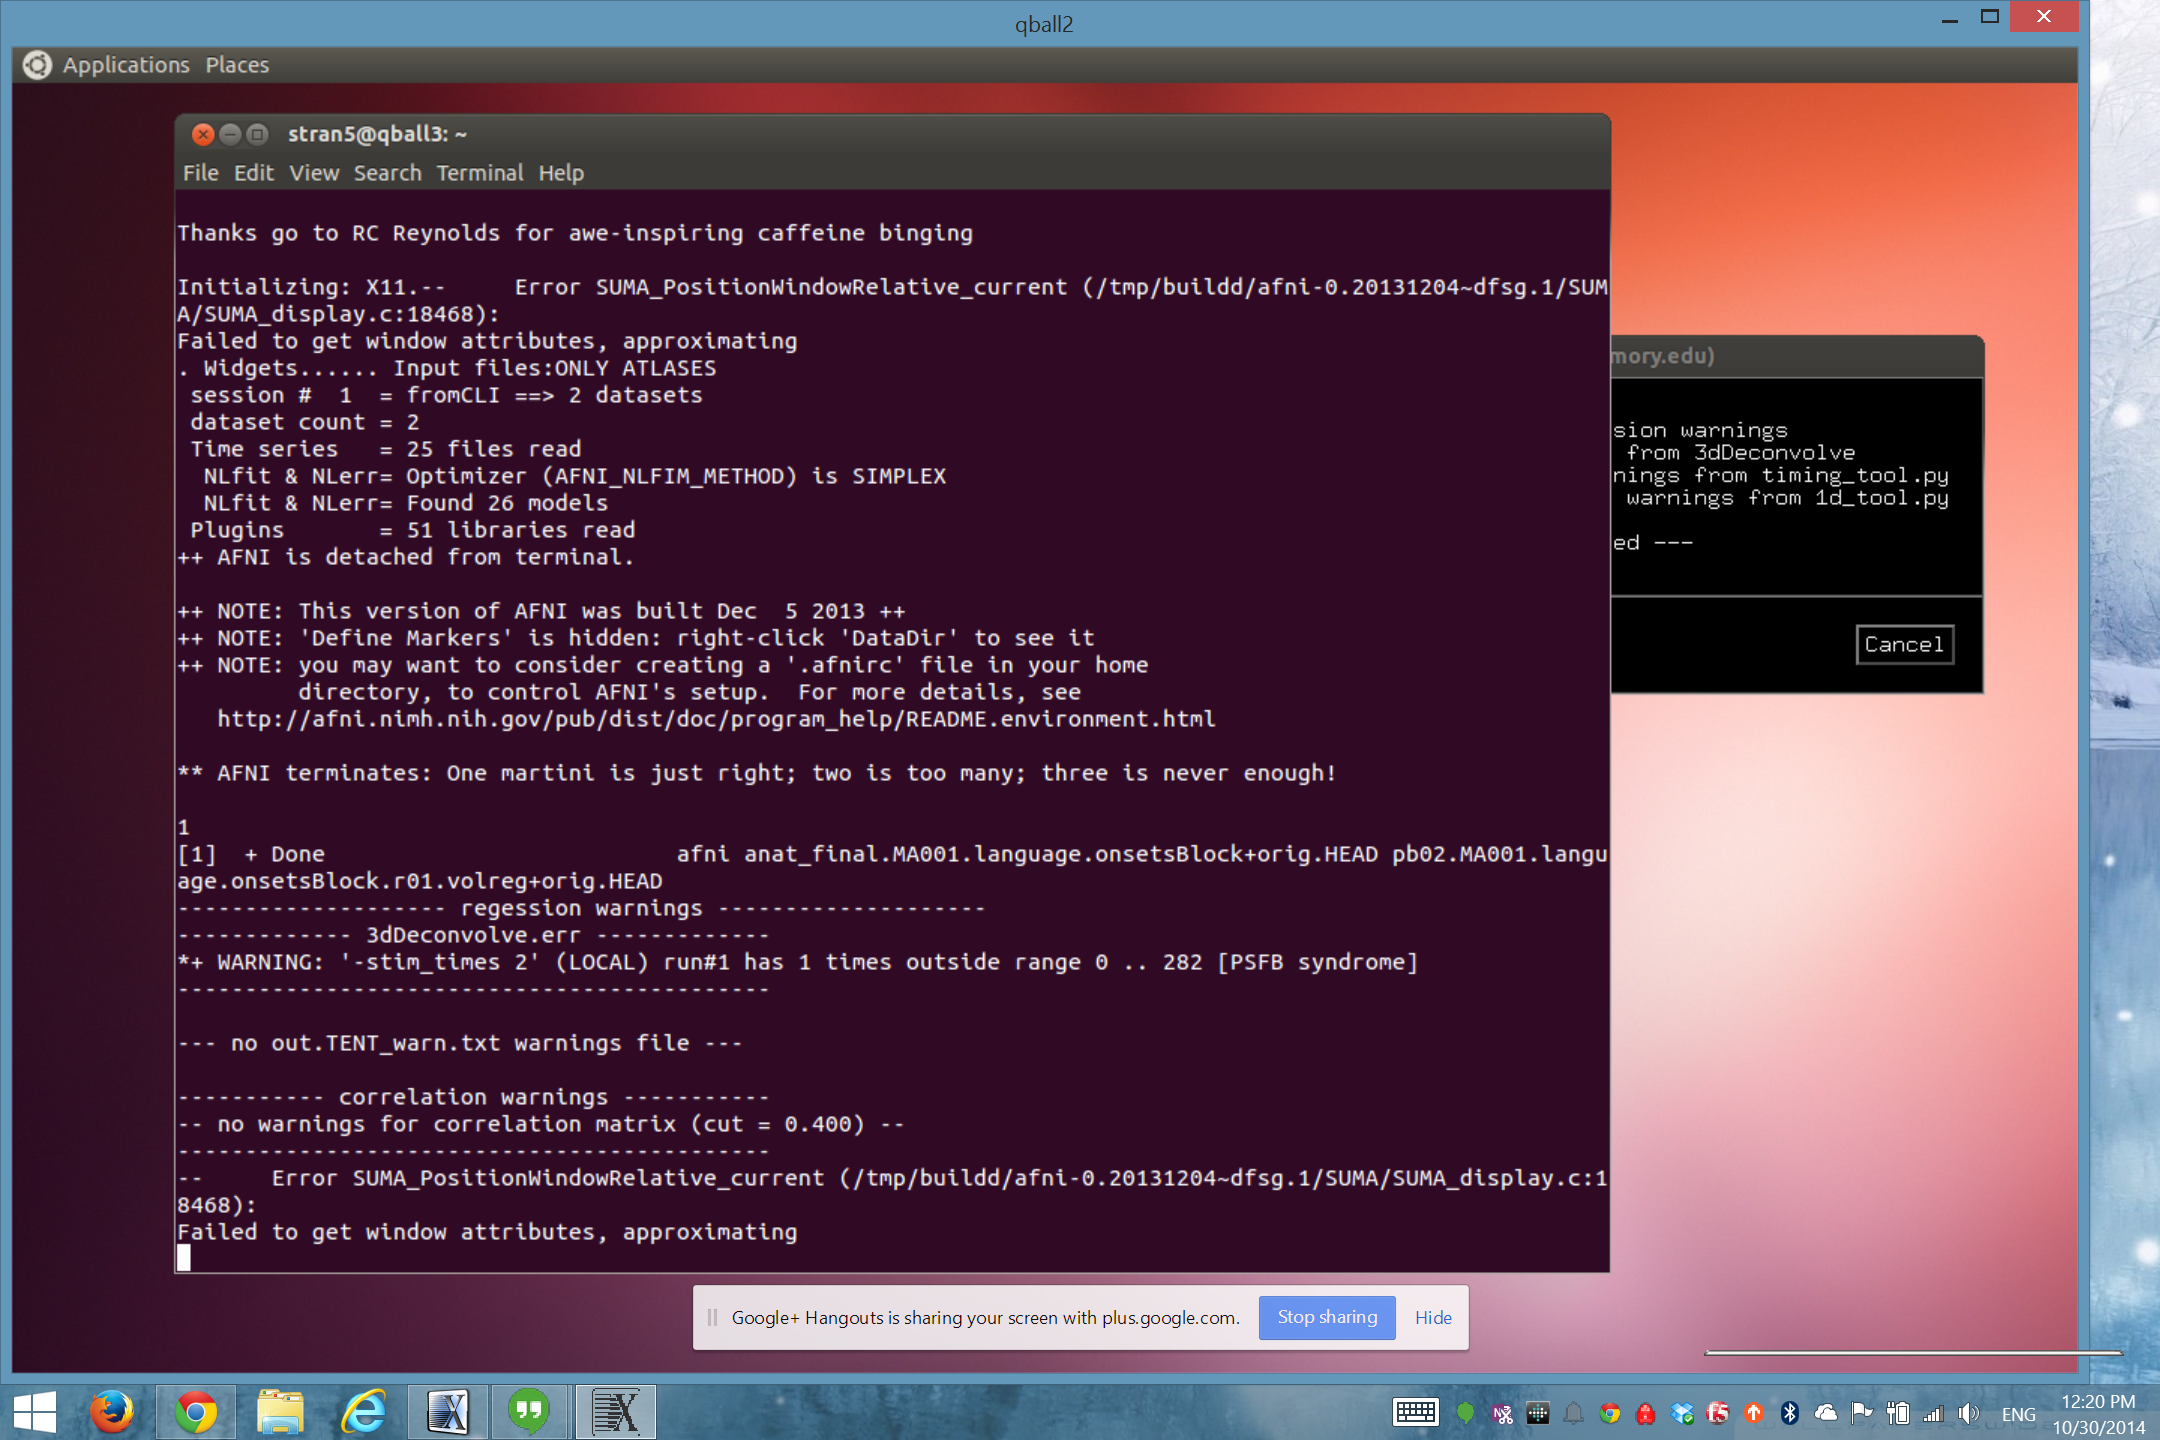 qball2
Applications Places
stran5@qball3: ~
File Edit View Search Terminal Help
Thanks go to RC Reynolds for awe-inspiring caffeine binging
Initializing: X11.--     Error SUMA_PositionWindowRelative_current (/tmp/buildd/afni-0.20131204~dfsg.1/SUM
A/SUMA_display.c:18468):
Failed to get window attributes, approximating
. Widgets...... Input files:ONLY ATLASES
session #  1  = fromCLI ==> 2 datasets
dataset count = 2
Time series   = 25 files read
NLfit & NLerr= Optimizer (AFNI_NLFIM_METHOD) is SIMPLEX
NLfit & NLerr= Found 26 models
Plugins       = 51 libraries read
++ AFNI is detached from terminal.
++ NOTE: This version of AFNI was built Dec  5 2013 ++
++ NOTE: 'Define Markers' is hidden: right-click 'DataDir' to see it
++ NOTE: you may want to consider creating a '.afnirc' file in your home
directory, to control AFNI's setup.  For more details, see
http://afni.nimh.nih.gov/pub/dist/doc/program_help/README.environment.html
** AFNI terminates: One martini is just right; two is too many; three is never enough!
1
[1]  + Done                          afni anat_final.MA001.language.onsetsBlock+orig.HEAD pb02.MA001.langu
age.onsetsBlock.r01.volreg+orig.HEAD
-------------------- regession warnings --------------------
------------- 3dDeconvolve.err -------------
*+ WARNING: '-stim_times 2' (LOCAL) run#1 has 1 times outside range 0 .. 282 [PSFB syndrome]
--------------------------------------------
--- no out.TENT_warn.txt warnings file ---
----------- correlation warnings -----------
-- no warnings for correlation matrix (cut = 0.400) --
--------------------------------------------
--     Error SUMA_PositionWindowRelative_current (/tmp/buildd/afni-0.20131204~dfsg.1/SUMA/SUMA_display.c:1
8468):
Failed to get window attributes, approximating
mory.edu)
sion warnings
from 3dDeconvolve
nings from timing_tool.py
warnings from 1d_tool.py
ed ---
Cancel
Google+ Hangouts is sharing your screen with plus.google.com.
Stop sharing
Hide
ENG
12:20 PM
10/30/2014